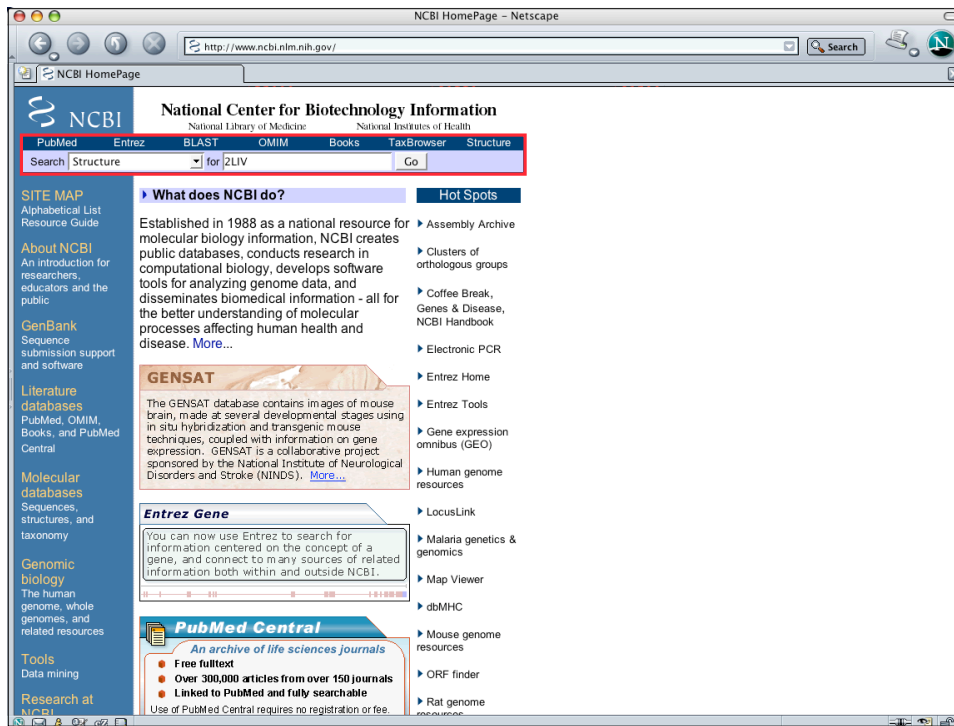 NCBI HomePage - Netscape
http://www.ncbi.nlm.nih.gov/
Search
N
NCBI HomePage
NCBI
National Center for Biotechnology Information
National Library of Medicine National Institutes of Health
PubMed Entrez BLAST OMIM Books TaxBrowser Structure
Search Structure for 2LIV Go
SITE MAP
Alphabetical List
Resource Guide
About NCBI
An introduction for
researchers,
educators and the
public
GenBank
Sequence
submission support
and software
Literature
databases
PubMed, OMIM,
Books, and PubMed
Central
Molecular
databases
Sequences,
structures, and
taxonomy
Genomic
biology
The human
genome, whole
genomes, and
related resources
Tools
Data mining
Research at
NCBI
What does NCBI do?
Established in 1988 as a national resource for
molecular biology information, NCBI creates
public databases, conducts research in
computational biology, develops software
tools for analyzing genome data, and
disseminates biomedical information - all for
the better understanding of molecular
processes affecting human health and
disease. More...
GENSAT
The GENSAT database contains images of mouse
brain, made at several developmental stages using
in situ hybridization and transgenic mouse
techniques, coupled with information on gene
expression. GENSAT is a collaborative project
sponsored by the National Institute of Neurological
Disorders and Stroke (NINDS). More...
Entrez Gene
You can now use Entrez to search for
information centered on the concept of a
gene, and connect to many sources of related
information both within and outside NCBI.
PubMed Central
An archive of life sciences journals
Free fulltext
Over 300,000 articles from over 150 journals
Linked to PubMed and fully searchable
Use of PubMed Central requires no registration or fee.
Hot Spots
Assembly Archive
Clusters of
orthologous groups
Coffee Break,
Genes & Disease,
NCBI Handbook
Electronic PCR
Entrez Home
Entrez Tools
Gene expression
omnibus (GEO)
Human genome
resources
LocusLink
Malaria genetics &
genomics
Map Viewer
dbMHC
Mouse genome
resources
ORF finder
Rat genome
resources